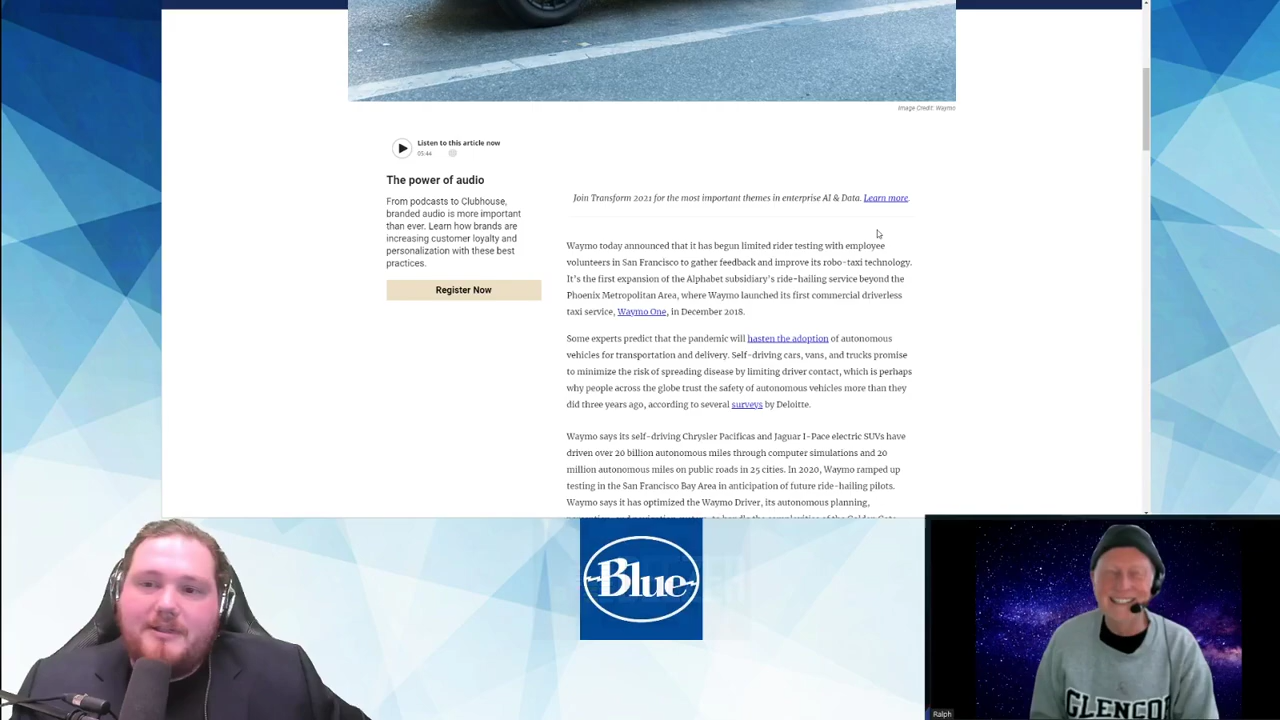 Image Credit: Waymo
Listen to this article now
05:44
The power of audio
From podcasts to Clubhouse,
branded audio is more important
than ever. Learn how brands are
increasing customer loyalty and
personalization with these best
practices.
Register Now
Join Transform 2021 for the most important themes in enterprise AI & Data. Learn more.
Waymo today announced that it has begun limited rider testing with employee
volunteers in San Francisco to gather feedback and improve its robo-taxi technology.
It's the first expansion of the Alphabet subsidiary's ride-hailing service beyond the
Phoenix Metropolitan Area, where Waymo launched its first commercial driverless
taxi service, Waymo One, in December 2018.
Some experts predict that the pandemic will hasten the adoption of autonomous
vehicles for transportation and delivery. Self-driving cars, vans, and trucks promise
to minimize the risk of spreading disease by limiting driver contact, which is perhaps
why people across the globe trust the safety of autonomous vehicles more than they
did three years ago, according to several surveys by Deloitte.
Waymo says its self-driving Chrysler Pacificas and Jaguar I-Pace electric SUVs have
driven over 20 billion autonomous miles through computer simulations and 20
million autonomous miles on public roads in 25 cities. In 2020, Waymo ramped up
testing in the San Francisco Bay Area in anticipation of future ride-hailing pilots.
Waymo says it has optimized the Waymo Driver, its autonomous planning,
Blue
GLENCO
Ralph